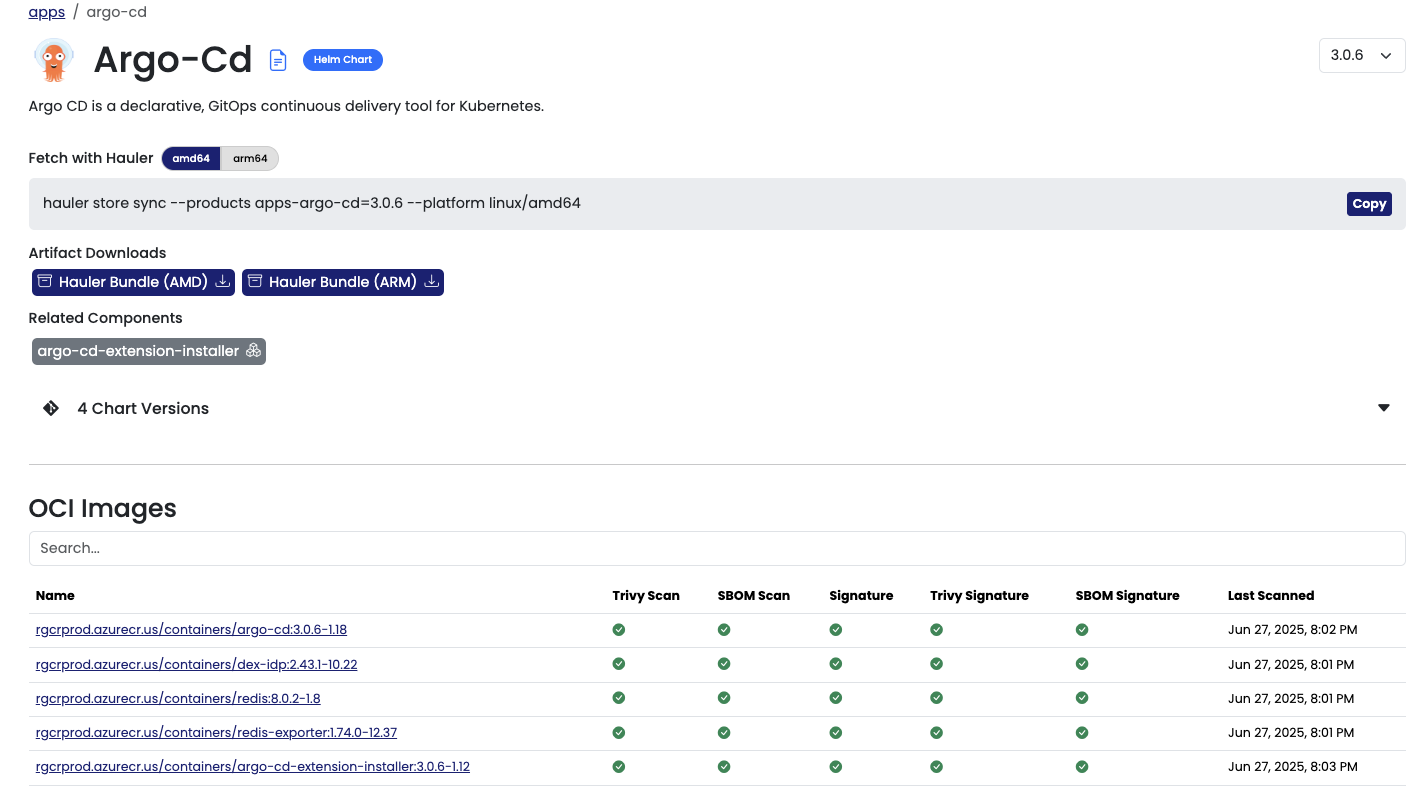 apps / argo-cd
Argo-Cd Helm Chart 3.0.6
Argo CD is a declarative, GitOps continuous delivery tool for Kubernetes.
Fetch with Hauler amd64 arm64
hauler store sync --products apps-argo-cd=3.0.6 --platform linux/amd64 Copy
Artifact Downloads
Hauler Bundle (AMD) Hauler Bundle (ARM)
Related Components
argo-cd-extension-installer
4 Chart Versions
OCI Images
Search...
Name Trivy Scan SBOM Scan Signature Trivy Signature SBOM Signature Last Scanned
rgcrprod.azurecr.us/containers/argo-cd:3.0.6-1.18 Jun 27, 2025, 8:02 PM
rgcrprod.azurecr.us/containers/dex-idp:2.43.1-10.22 Jun 27, 2025, 8:01 PM
rgcrprod.azurecr.us/containers/redis:8.0.2-1.8 Jun 27, 2025, 8:01 PM
rgcrprod.azurecr.us/containers/redis-exporter:1.74.0-12.37 Jun 27, 2025, 8:01 PM
rgcrprod.azurecr.us/containers/argo-cd-extension-installer:3.0.6-1.12 Jun 27, 2025, 8:03 PM